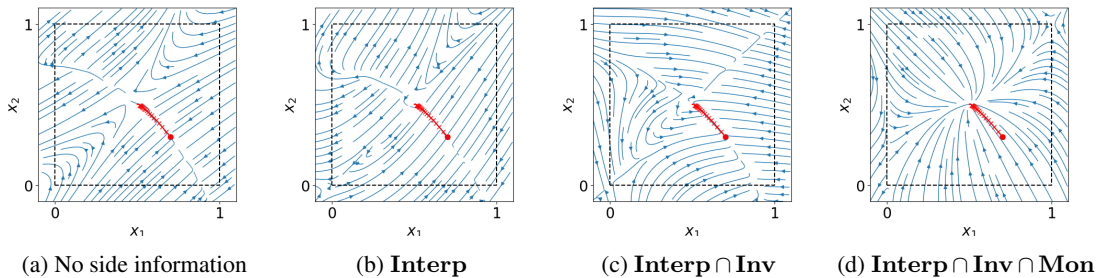 1
x₂
0
0
1
x₁
1
x₂
0
0
1
x₁
1
x₂
0
0
1
x₁
1
x₂
0
0
1
x₁
(a) No side information
(b) Interp
(c) Interp ∩ Inv
(d) Interp ∩ Inv ∩ Mon